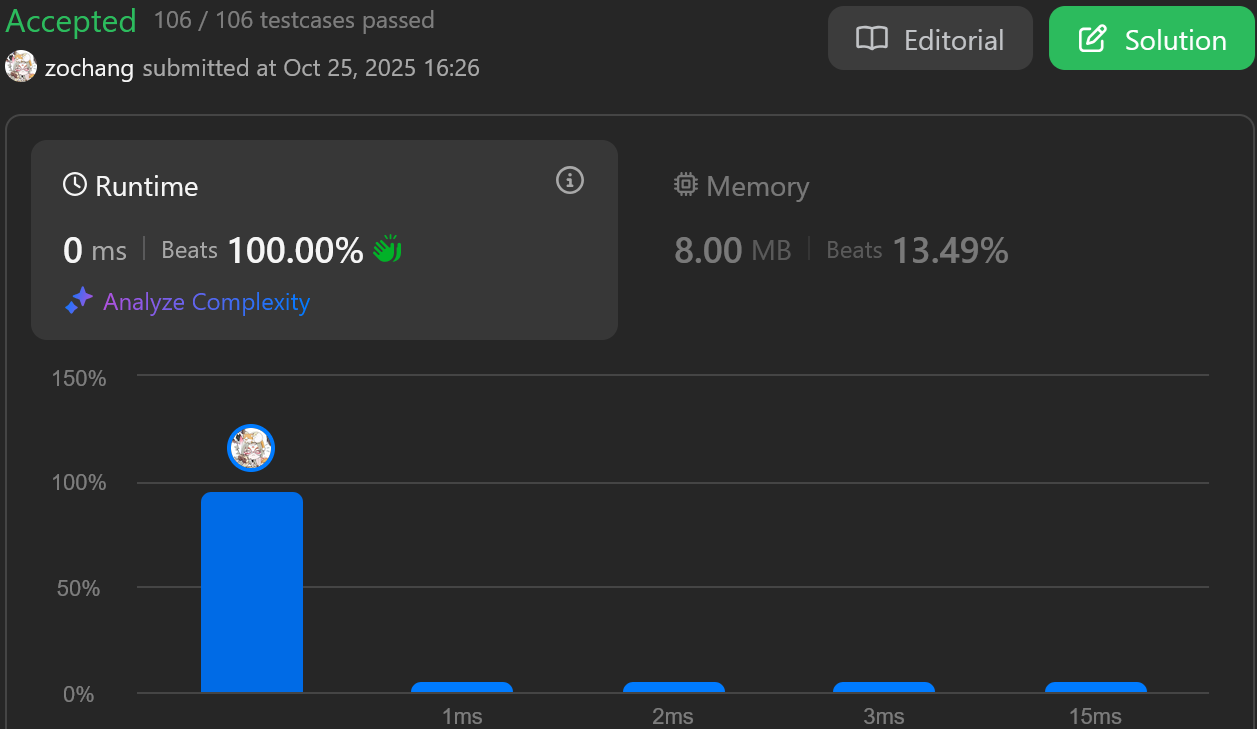 Accepted 106 / 106 testcases passed
Editorial
Solution
zochang submitted at Oct 25, 2025 16:26
Runtime
Memory
0 ms | Beats 100.00%
8.00 MB | Beats 13.49%
Analyze Complexity
150%
100%
50%
0%
1ms 2ms 3ms 15ms